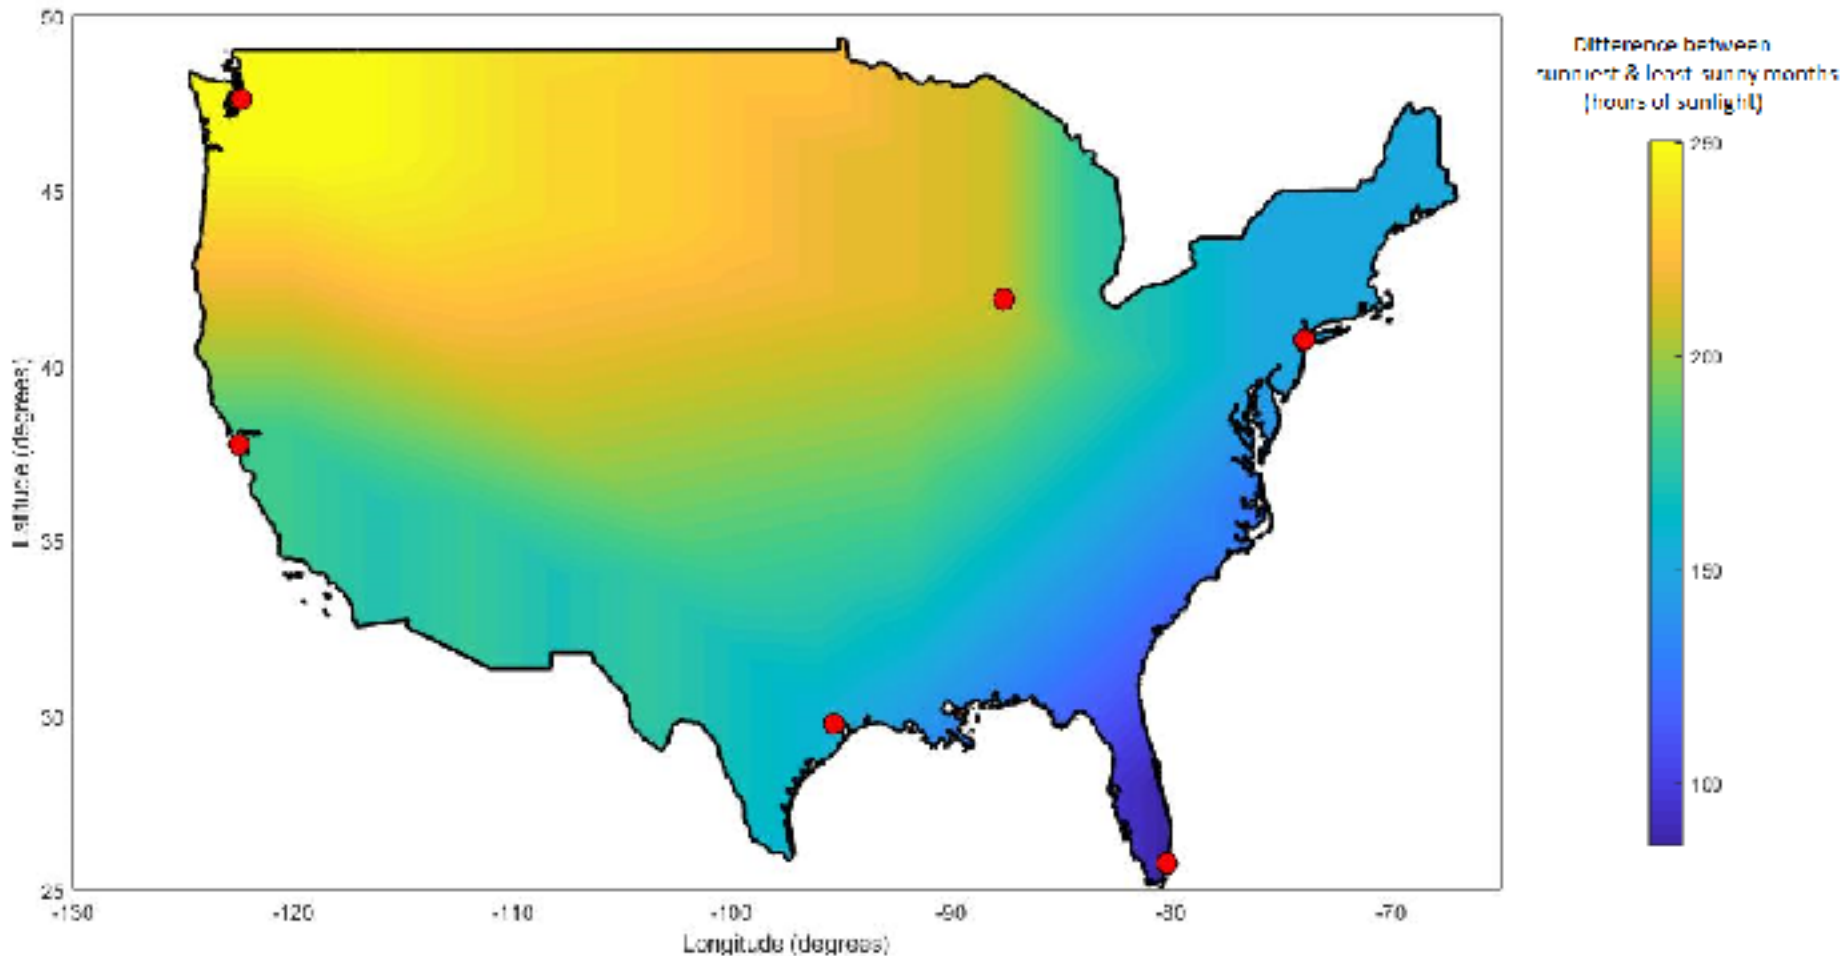 Difference between
sunniest & least sunny months
(hours of sunlight)
50
45
40
35
30
25
250
200
150
100
Latitude (degrees)
-130 -120 -110 -100 -90 -80 -70
Longitude (degrees)